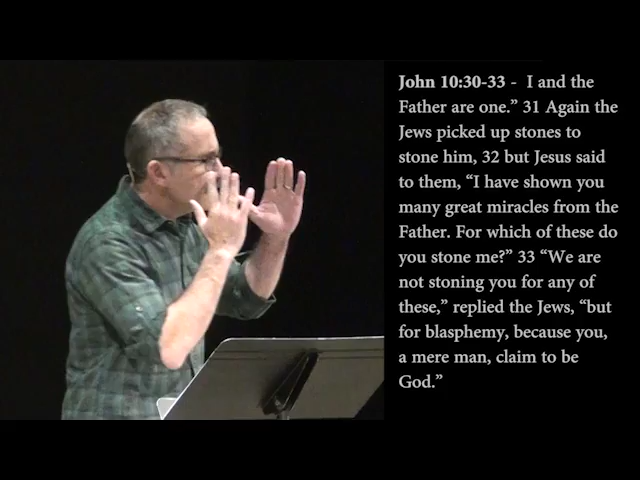 John 10:30-33 -  I and the
Father are one.” 31 Again the
Jews picked up stones to
stone him, 32 but Jesus said
to them, “I have shown you
many great miracles from the
Father. For which of these do
you stone me?” 33 “We are
not stoning you for any of
these,” replied the Jews, “but
for blasphemy, because you,
a mere man, claim to be
God.”